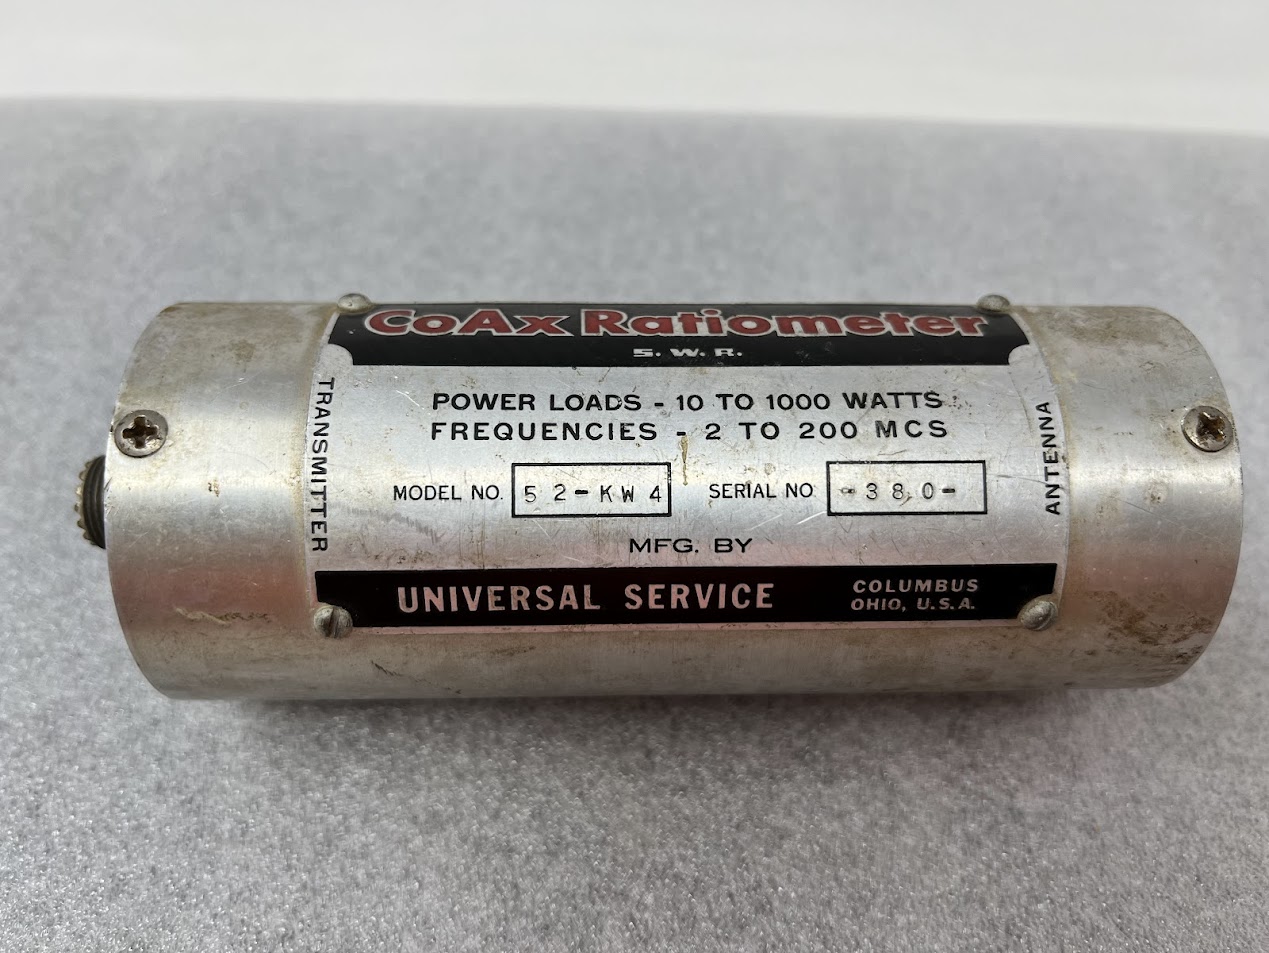 CoAx Ratiometer
S. W. R.
TRANSMITTER
POWER LOADS - 10 TO 1000 WATTS
FREQUENCIES - 2 TO 200 MCS
MODEL NO. 52-KW4 SERIAL NO -380-
ANTENNA
MFG. BY
UNIVERSAL SERVICE COLUMBUS
OHIO, U.S.A.